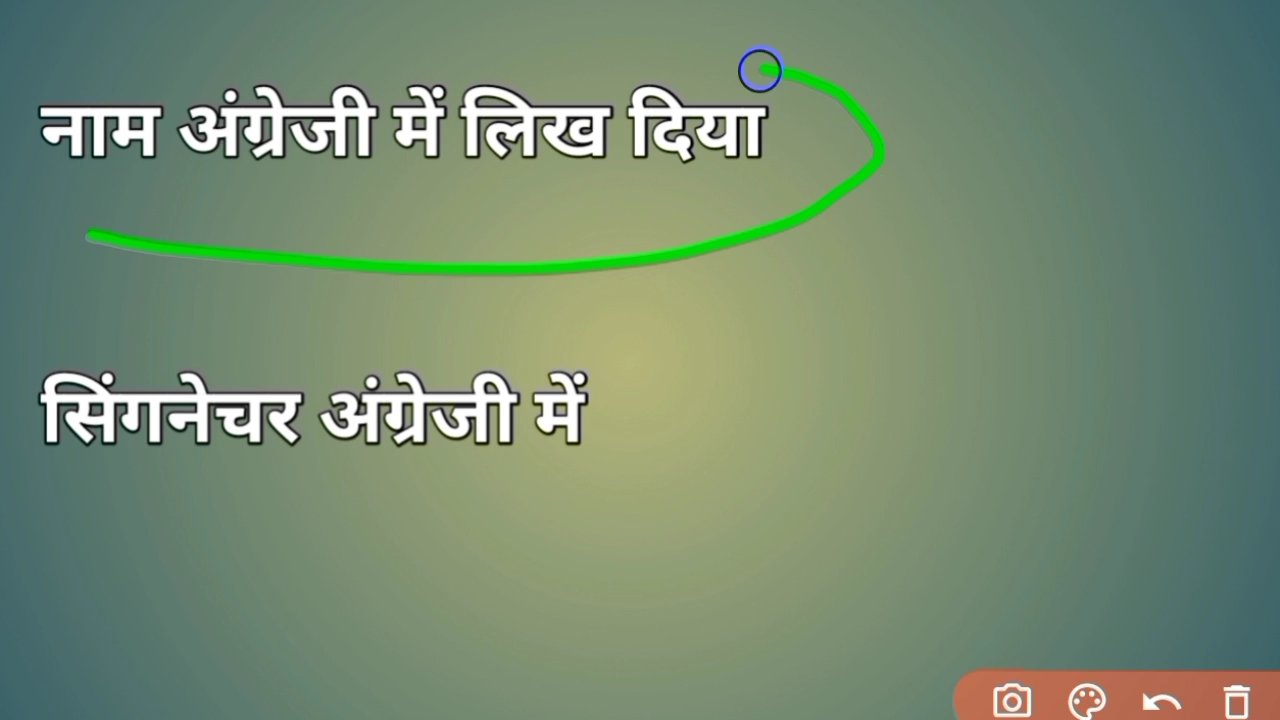 नाम अंग्रेजी में लिख दिया
सिंगनेचर अंग्रेजी में